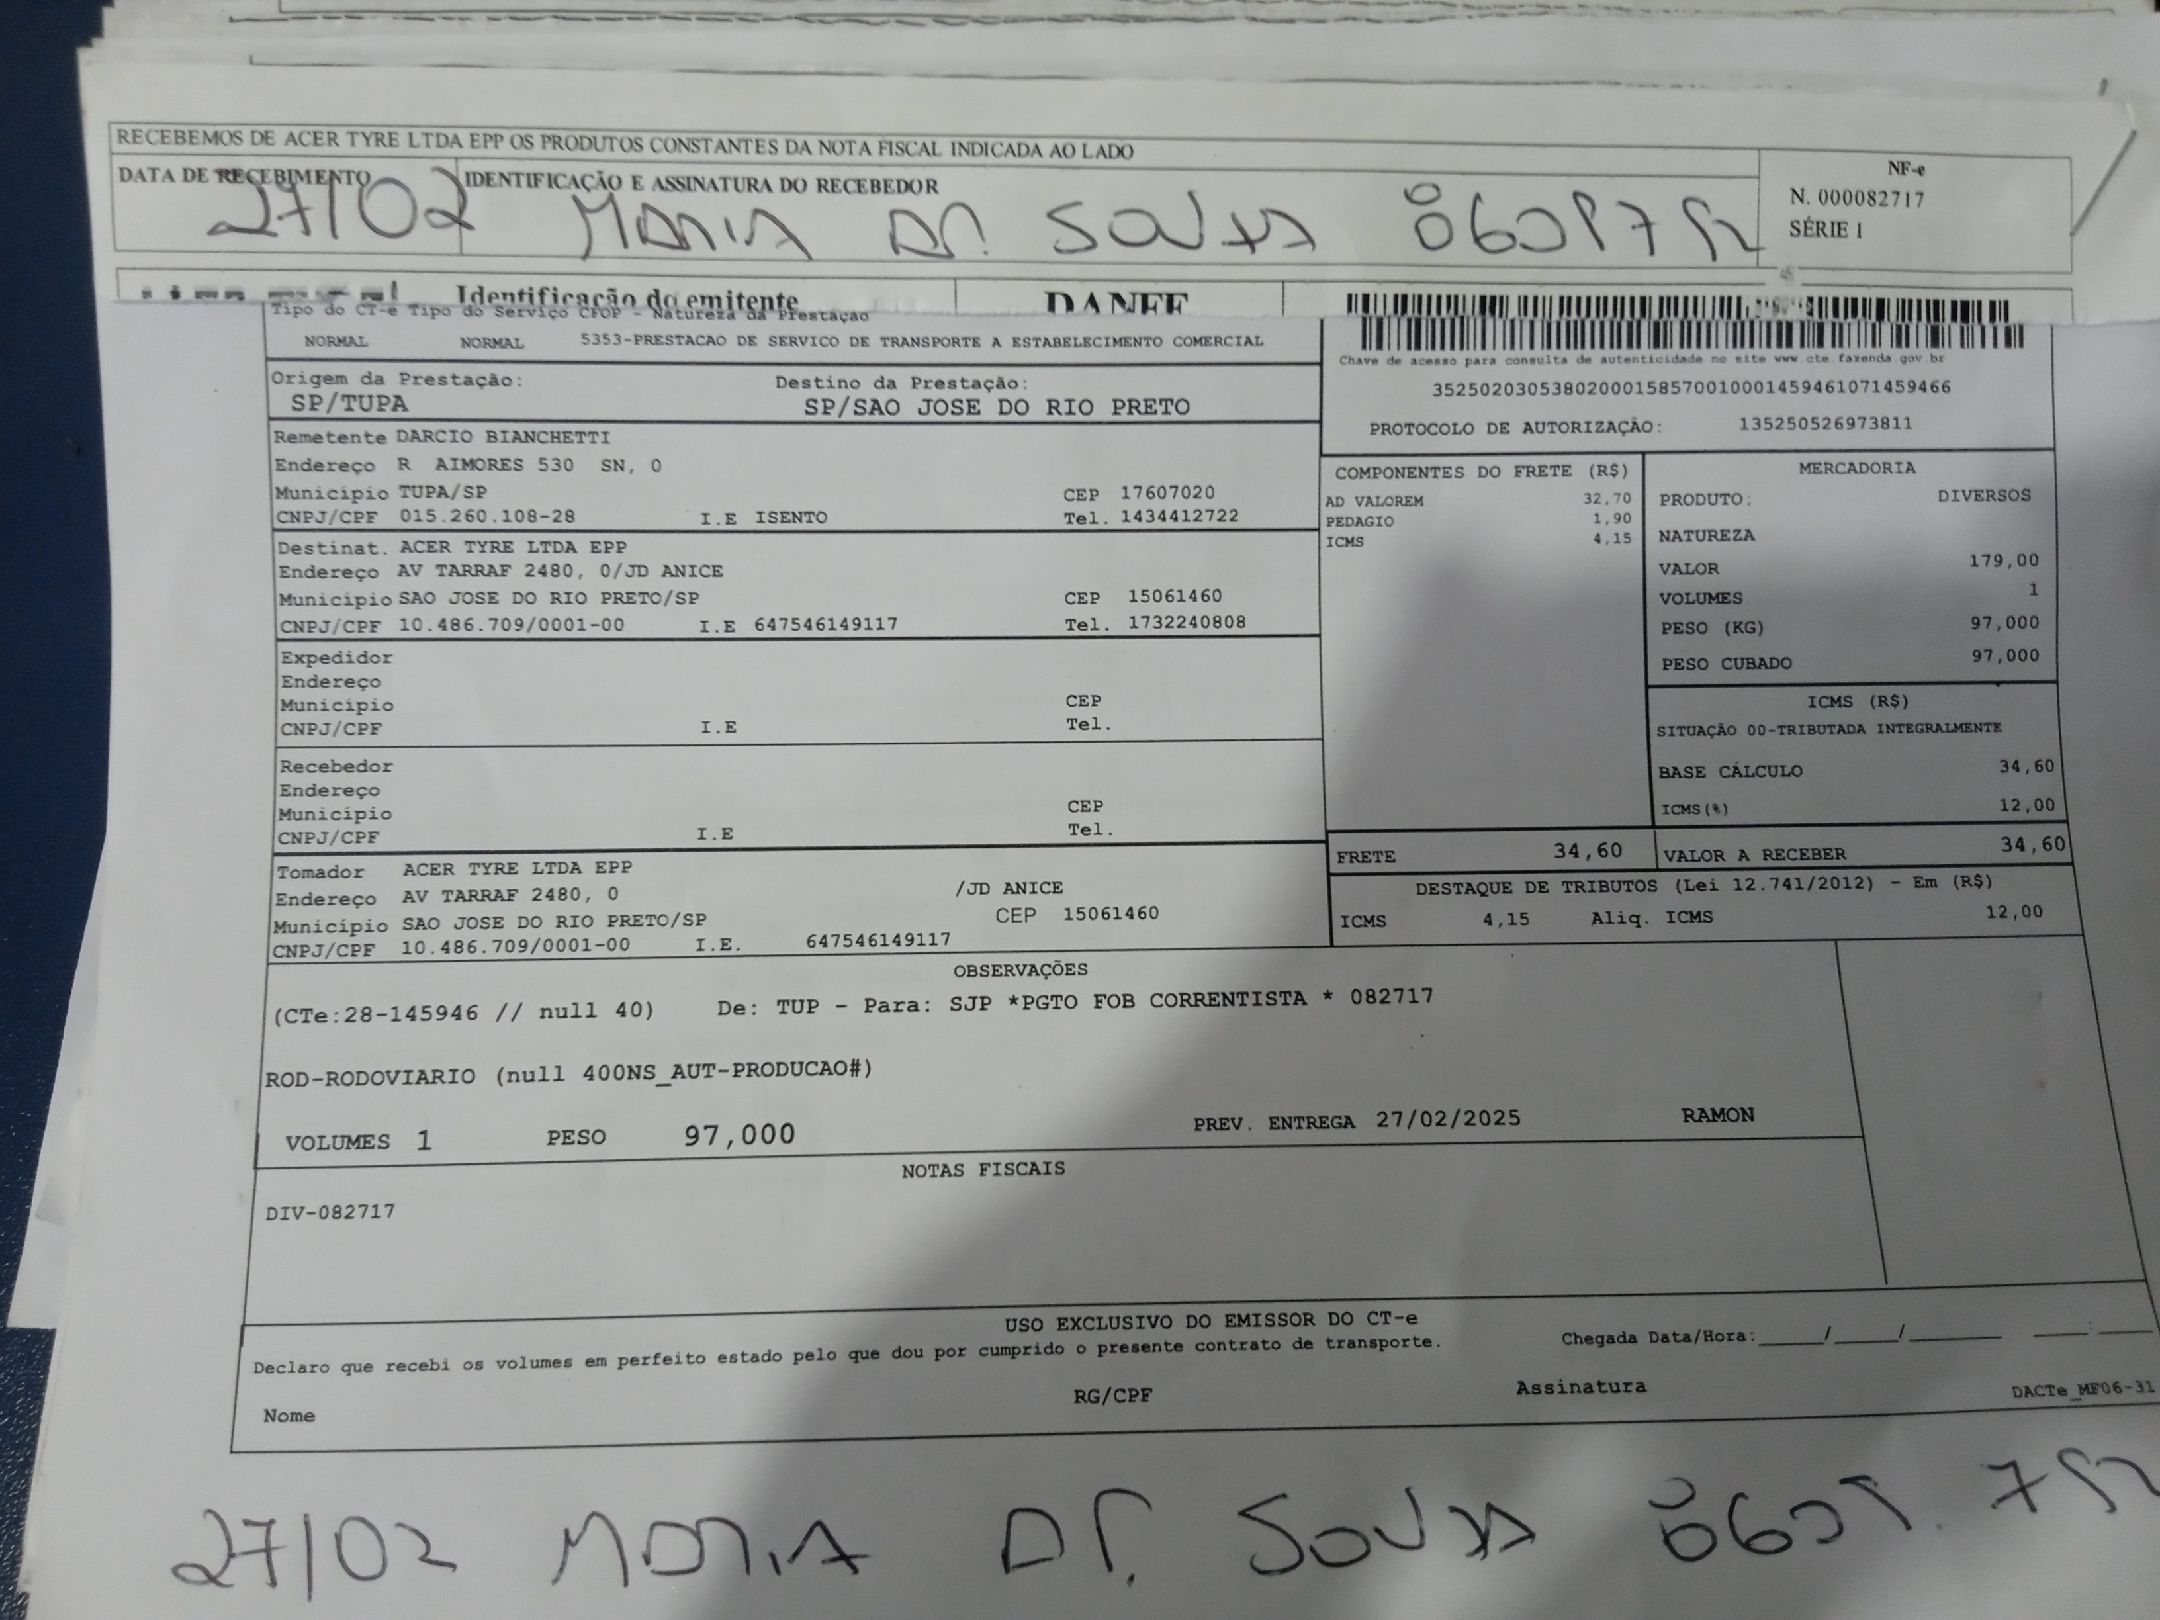 RECEBEMOS DE ACER TYRE LTDA EPP OS PRODUTOS CONSTANTES DA NOTA FISCAL INDICADA AO LADO
DATA DE RECEBIMENTO IDENTIFICAÇÃO E ASSINATURA DO RECEBEDOR
27/02 MARIA AP. SOUZA
NF-e
N. 000082717
SÉRIE 1
Identificação do emitente
DANFE
Tipo do CT-e Tipo do Serviço CFOP - Natureza da Prestação
NORMAL NORMAL 5353-PRESTACAO DE SERVICO DE TRANSPORTE A ESTABELECIMENTO COMERCIAL
Chave de acesso para consulta de autenticidade no site www.cte.fazenda.gov.br
35250203053802000158570010001459461071459466
PROTOCOLO DE AUTORIZAÇÃO: 135250526973811
Origem da Prestação: Destino da Prestação:
SP/TUPA SP/SAO JOSE DO RIO PRETO
Remetente DARCIO BIANCHETTI
Endereço R AIMORES 530 SN, 0
Município TUPA/SP CEP 17607020
CNPJ/CPF 015.260.108-28 I.E ISENTO Tel. 1434412722
Destinat. ACER TYRE LTDA EPP
Endereço AV TARRAF 2480, 0/JD ANICE
Município SAO JOSE DO RIO PRETO/SP CEP 15061460
CNPJ/CPF 10.486.709/0001-00 I.E 647546149117 Tel. 1732240808
Expedidor
Endereço
Município CEP
CNPJ/CPF I.E Tel.
Recebedor
Endereço
Município CEP
CNPJ/CPF I.E Tel.
Tomador ACER TYRE LTDA EPP
Endereço AV TARRAF 2480, 0 /JD ANICE
Município SAO JOSE DO RIO PRETO/SP CEP 15061460
CNPJ/CPF 10.486.709/0001-00 I.E. 647546149117
COMPONENTES DO FRETE (R$)
AD VALOREM 32,70
PEDAGIO 1,90
ICMS 4,15
MERCADORIA
PRODUTO: DIVERSOS
NATUREZA
VALOR 179,00
VOLUMES 1
PESO (KG) 97,000
PESO CUBADO 97,000
ICMS (R$)
SITUAÇÃO 00-TRIBUTADA INTEGRALMENTE
BASE CÁLCULO 34,60
ICMS(%) 12,00
FRETE 34,60 VALOR A RECEBER 34,60
DESTAQUE DE TRIBUTOS (Lei 12.741/2012) - Em (R$)
ICMS 4,15 Aliq. ICMS 12,00
OBSERVAÇÕES
(CTe:28-145946 // null 40) De: TUP - Para: SJP *PGTO FOB CORRENTISTA * 082717
ROD-RODOVIARIO (null 400NS_AUT-PRODUCAO#)
VOLUMES 1 PESO 97,000 PREV. ENTREGA 27/02/2025 RAMON
NOTAS FISCAIS
DIV-082717
USO EXCLUSIVO DO EMISSOR DO CT-e
Declaro que recebi os volumes em perfeito estado pelo que dou por cumprido o presente contrato de transporte. Chegada Data/Hora:_____/_____/_______ ____:____
Nome RG/CPF Assinatura DACTe_MF06-31
27/02 MARIA AP. SOUZA